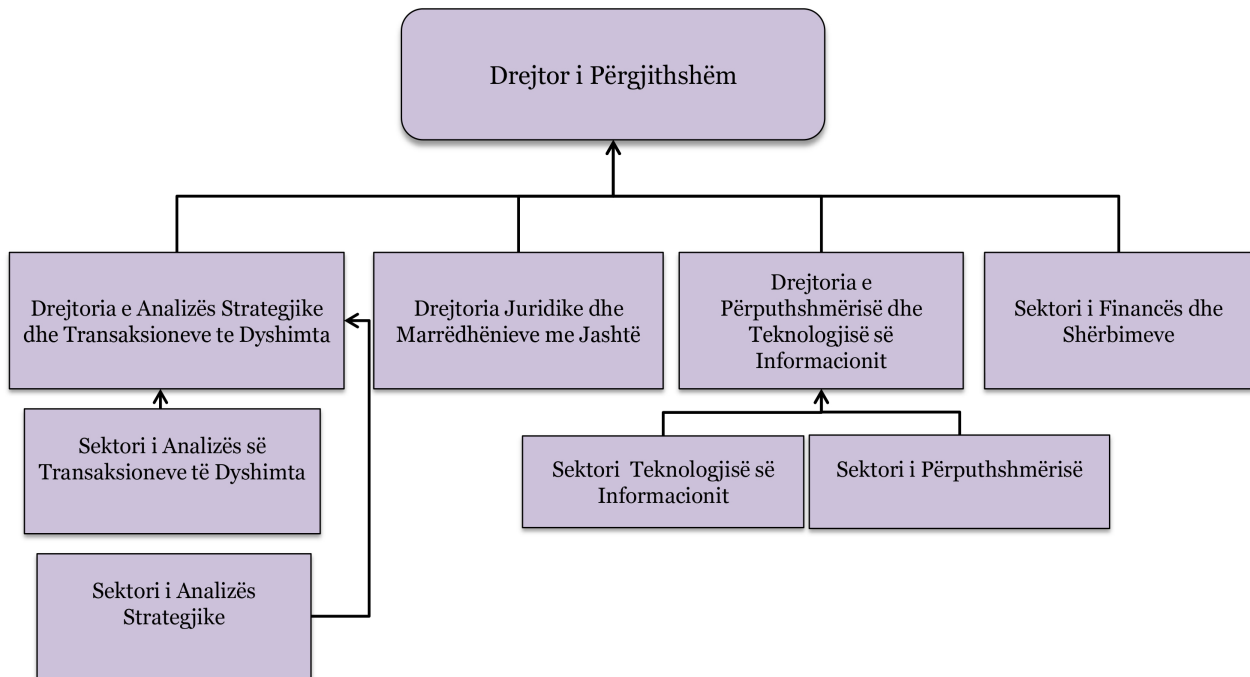 Drejtor i Përgjithshëm
Drejtoria e Analizës Strategjike
dhe Transaksioneve te Dyshimta
Drejtoria Juridike dhe
Marrëdhënieve me Jashtë
Drejtoria e
Përputhshmërisë dhe
Teknologjisë së
Informacionit
Sektori i Financës dhe
Shërbimeve
Sektori i Analizës së
Transaksioneve të Dyshimta
Sektori Teknologjisë së
Informacionit
Sektori i Përputhshmërisë
Sektori i Analizës
Strategjike